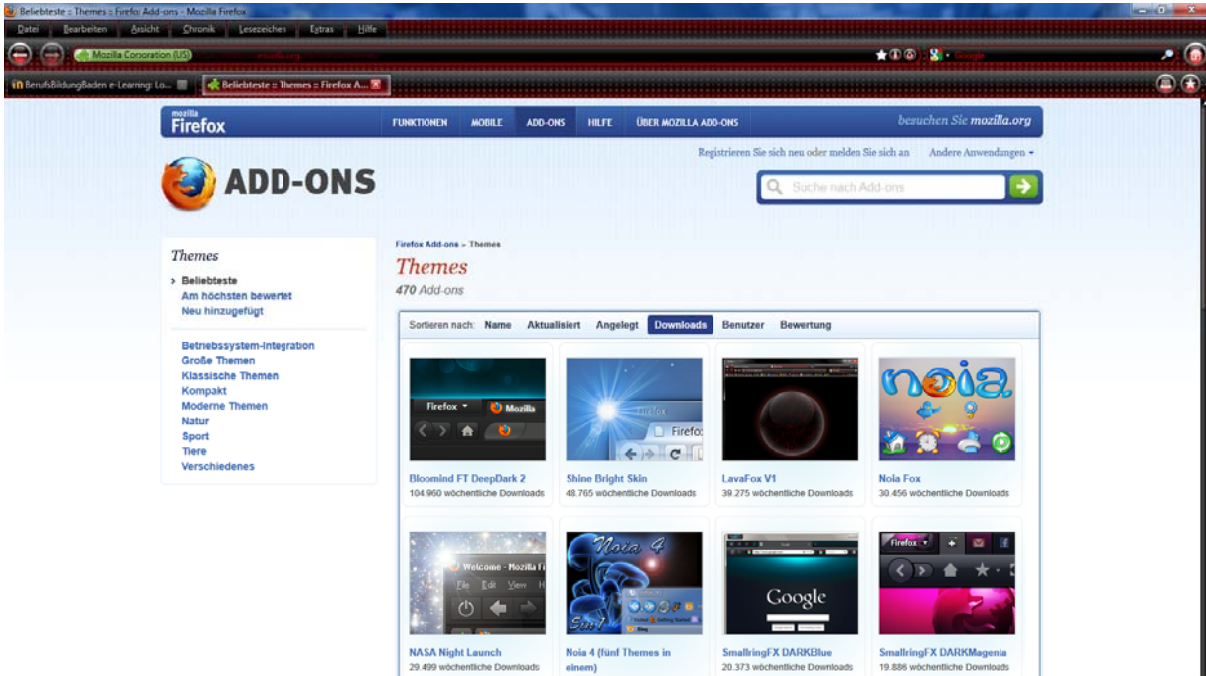 Beliebteste :: Themes :: Firefox Add-ons - Mozilla Firefox
Datei Bearbeiten Ansicht Chronik Lesezeichen Extras Hilfe
Mozilla Corporation (US) mozilla.org Google
BerufsBildungBaden e-Learning: Lo... Beliebteste :: Themes :: Firefox A...
mozilla
Firefox
FUNKTIONEN MOBILE ADD-ONS HILFE ÜBER MOZILLA ADD-ONS besuchen Sie mozilla.org
Registrieren Sie sich neu oder melden Sie sich an Andere Anwendungen
ADD-ONS
Suche nach Add-ons
Themes
› Beliebteste
Am höchsten bewertet
Neu hinzugefügt
Betriebssystem-Integration
Große Themen
Klassische Themen
Kompakt
Moderne Themen
Natur
Sport
Tiere
Verschiedenes
Firefox Add-ons » Themes
Themes
470 Add-ons
Sortieren nach: Name Aktualisiert Angelegt Downloads Benutzer Bewertung
Firefox Mozilla
Firefox
Firefo
noia
Bloomind FT DeepDark 2
104.960 wöchentliche Downloads
Shine Bright Skin
48.765 wöchentliche Downloads
LavaFox V1
39.275 wöchentliche Downloads
Noia Fox
30.456 wöchentliche Downloads
Welcome - Mozilla Fi
File Edit View H
Noia 4
5in1
Google
Firefox
NASA Night Launch
29.499 wöchentliche Downloads
Noia 4 (fünf Themes in
einem)
SmallringFX DARKBlue
20.373 wöchentliche Downloads
SmallringFX DARKMagenta
19.886 wöchentliche Downloads